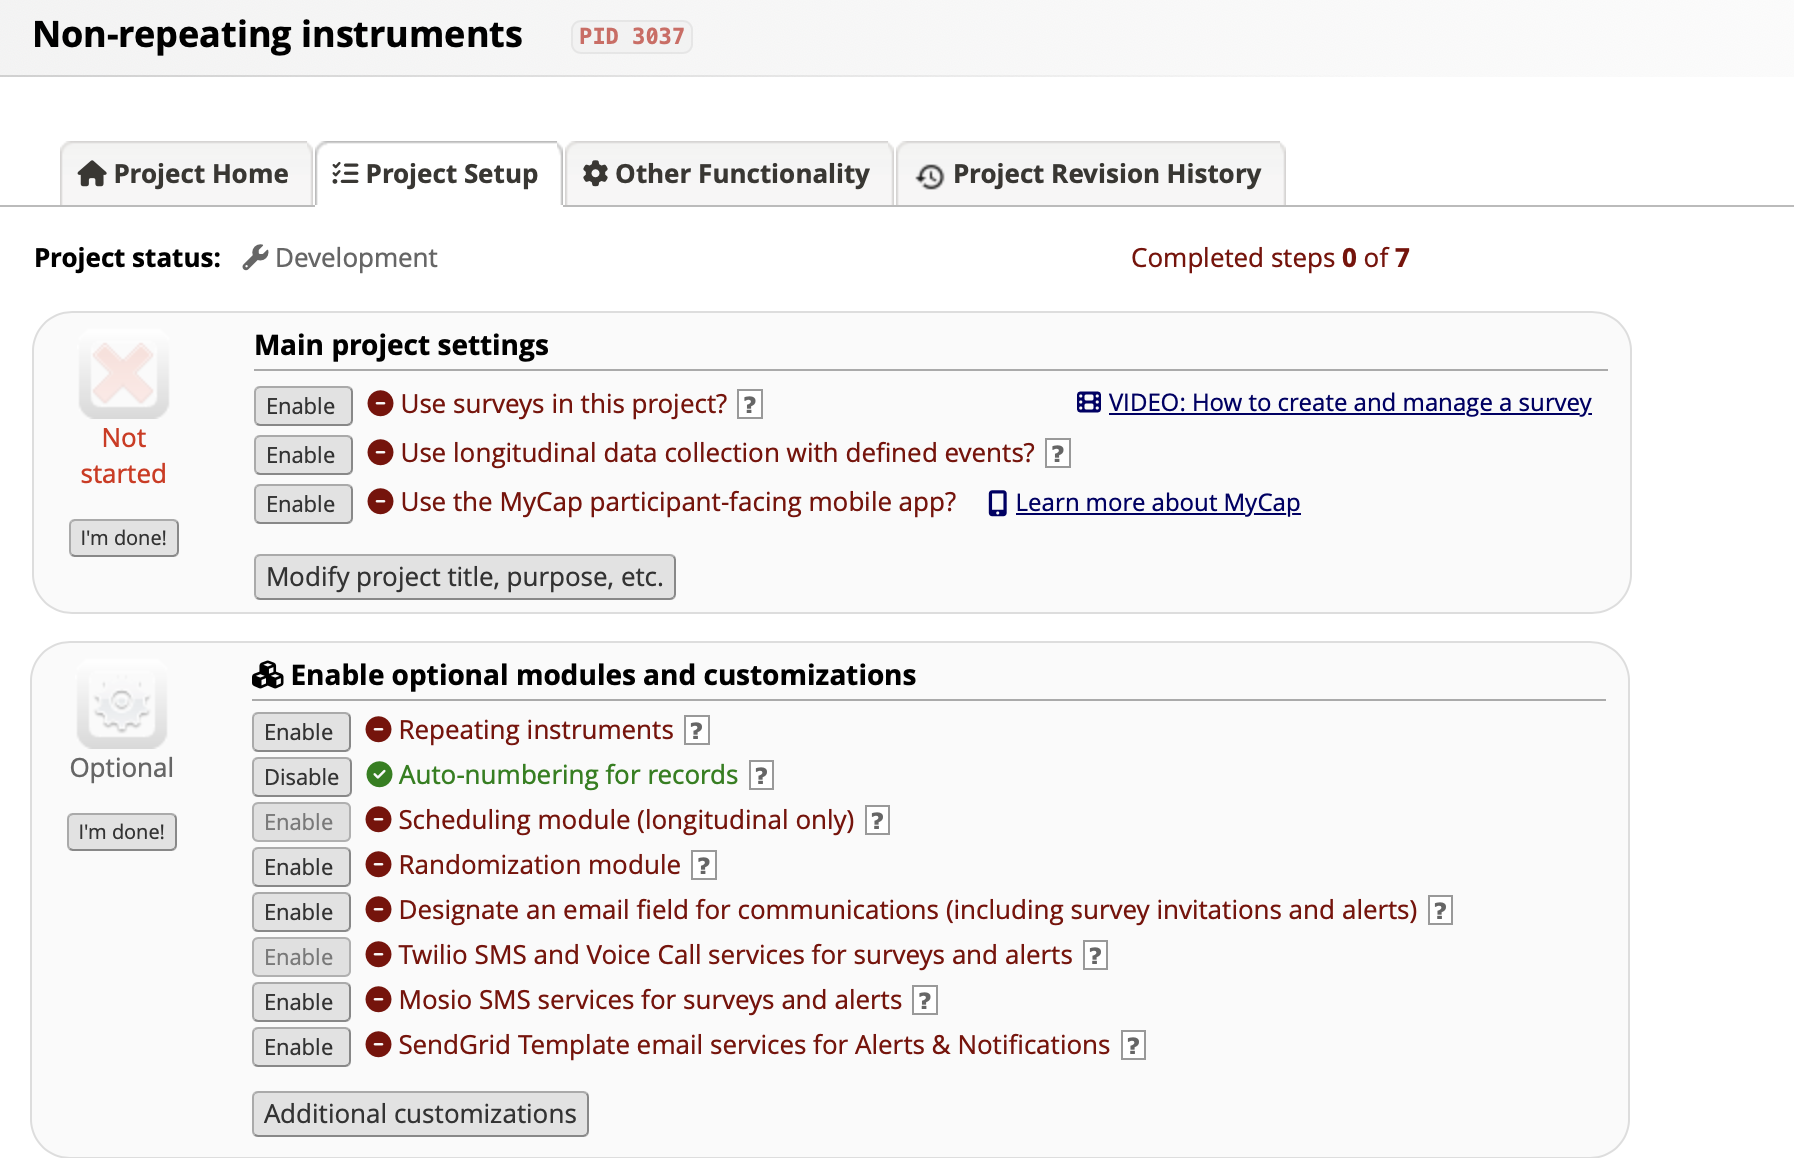 Non-repeating instruments PID 3037
Project Home Project Setup Other Functionality Project Revision History
Project status: Development Completed steps 0 of 7
Main project settings
Not started
I'm done!
Enable Use surveys in this project? ? VIDEO: How to create and manage a survey
Enable Use longitudinal data collection with defined events? ?
Enable Use the MyCap participant-facing mobile app? Learn more about MyCap
Modify project title, purpose, etc.
Enable optional modules and customizations
Optional
I'm done!
Enable Repeating instruments ?
Disable Auto-numbering for records ?
Enable Scheduling module (longitudinal only) ?
Enable Randomization module ?
Enable Designate an email field for communications (including survey invitations and alerts) ?
Enable Twilio SMS and Voice Call services for surveys and alerts ?
Enable Mosio SMS services for surveys and alerts ?
Enable SendGrid Template email services for Alerts & Notifications ?
Additional customizations